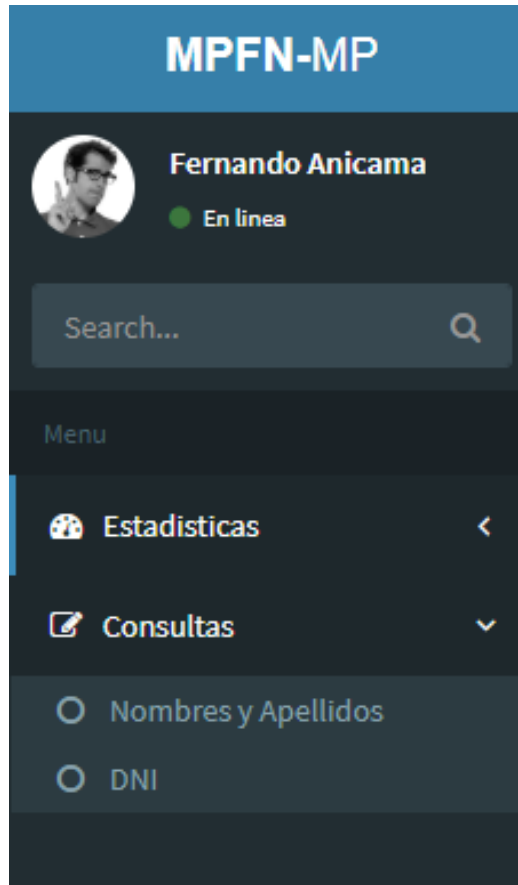 MPFN-MP
Fernando Anicama
En linea
Search...
Menu
Estadisticas
Consultas
Nombres y Apellidos
DNI